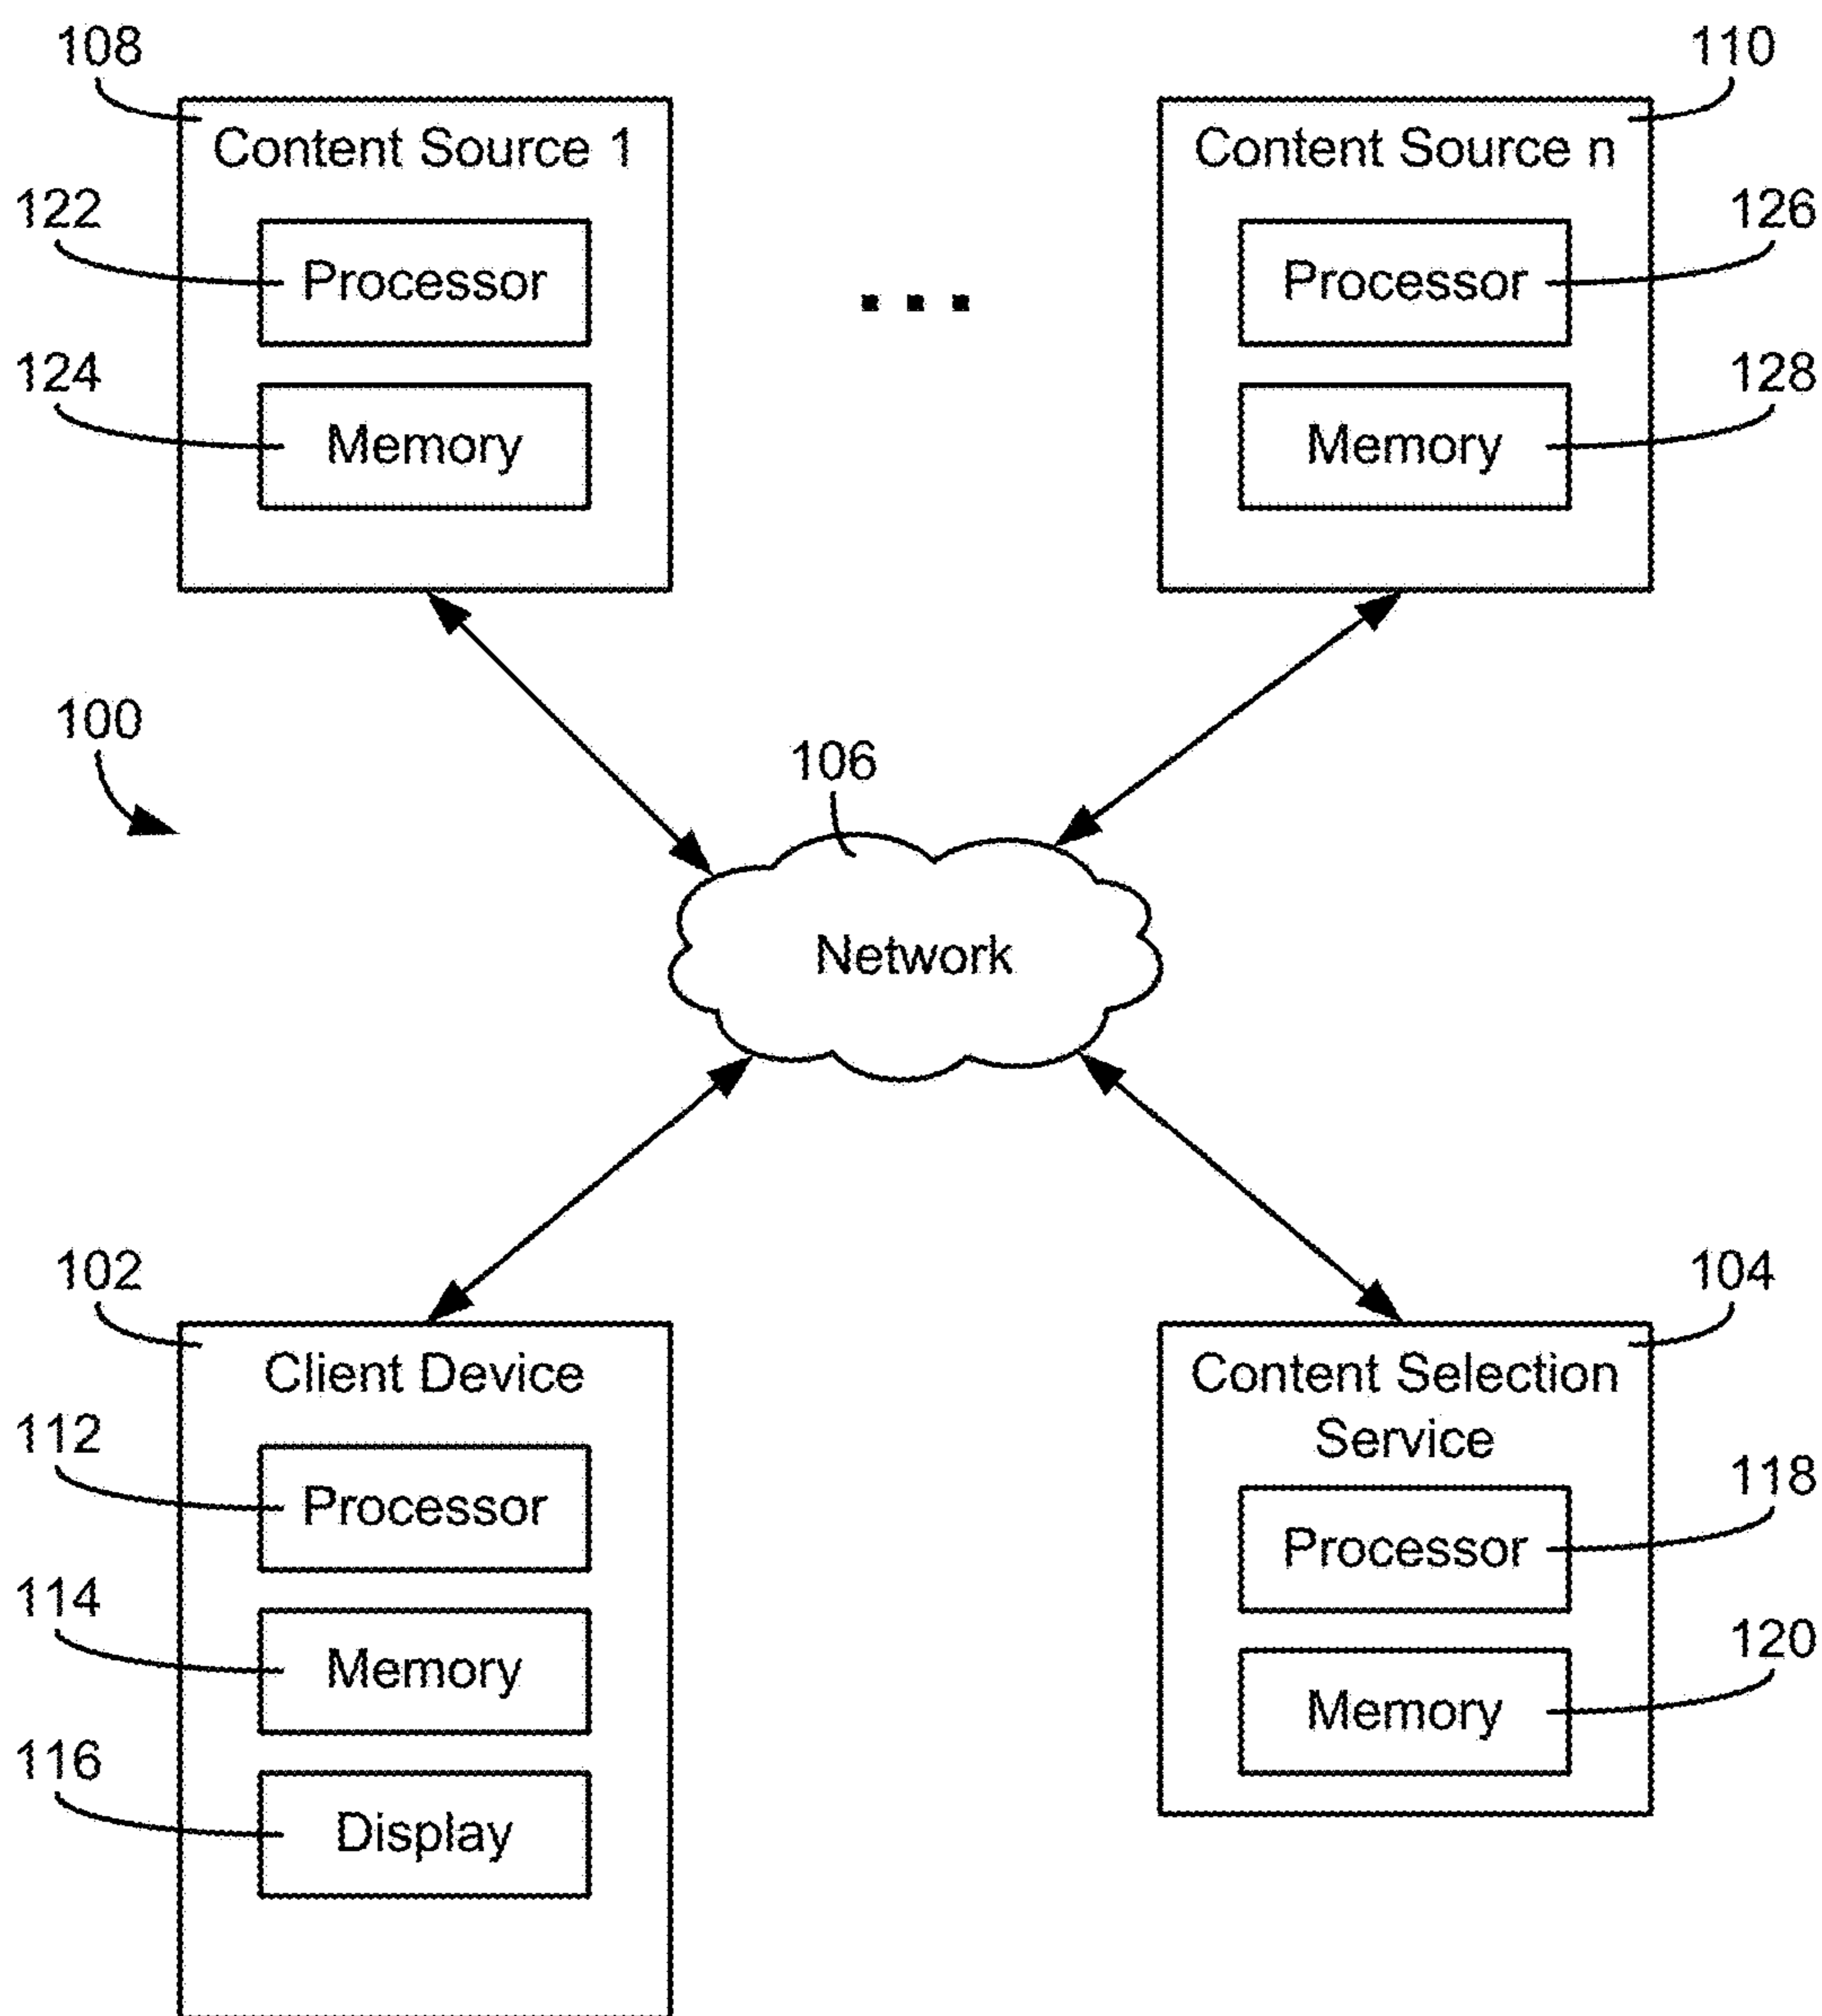 108
110
Content Source 1
Content Source n
122
126
Processor
Processor
124
128
Memory
Memory
...
100
106
Network
102
104
Client Device
Content Selection
Service
112
118
Processor
Processor
114
120
Memory
Memory
116
Display